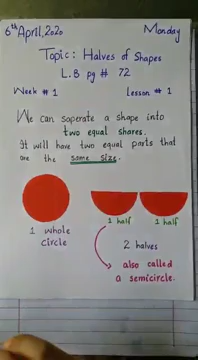 6th April, 2020 Monday
Topic: Halves of Shapes
L.B pg # 72
Week # 1 Lesson # 1
We can saperate a shape into
two equal shares.
It will have two equal parts that
are the same size.
1 half 1 half
1 whole
circle
2 halves
also called
a semicircle.